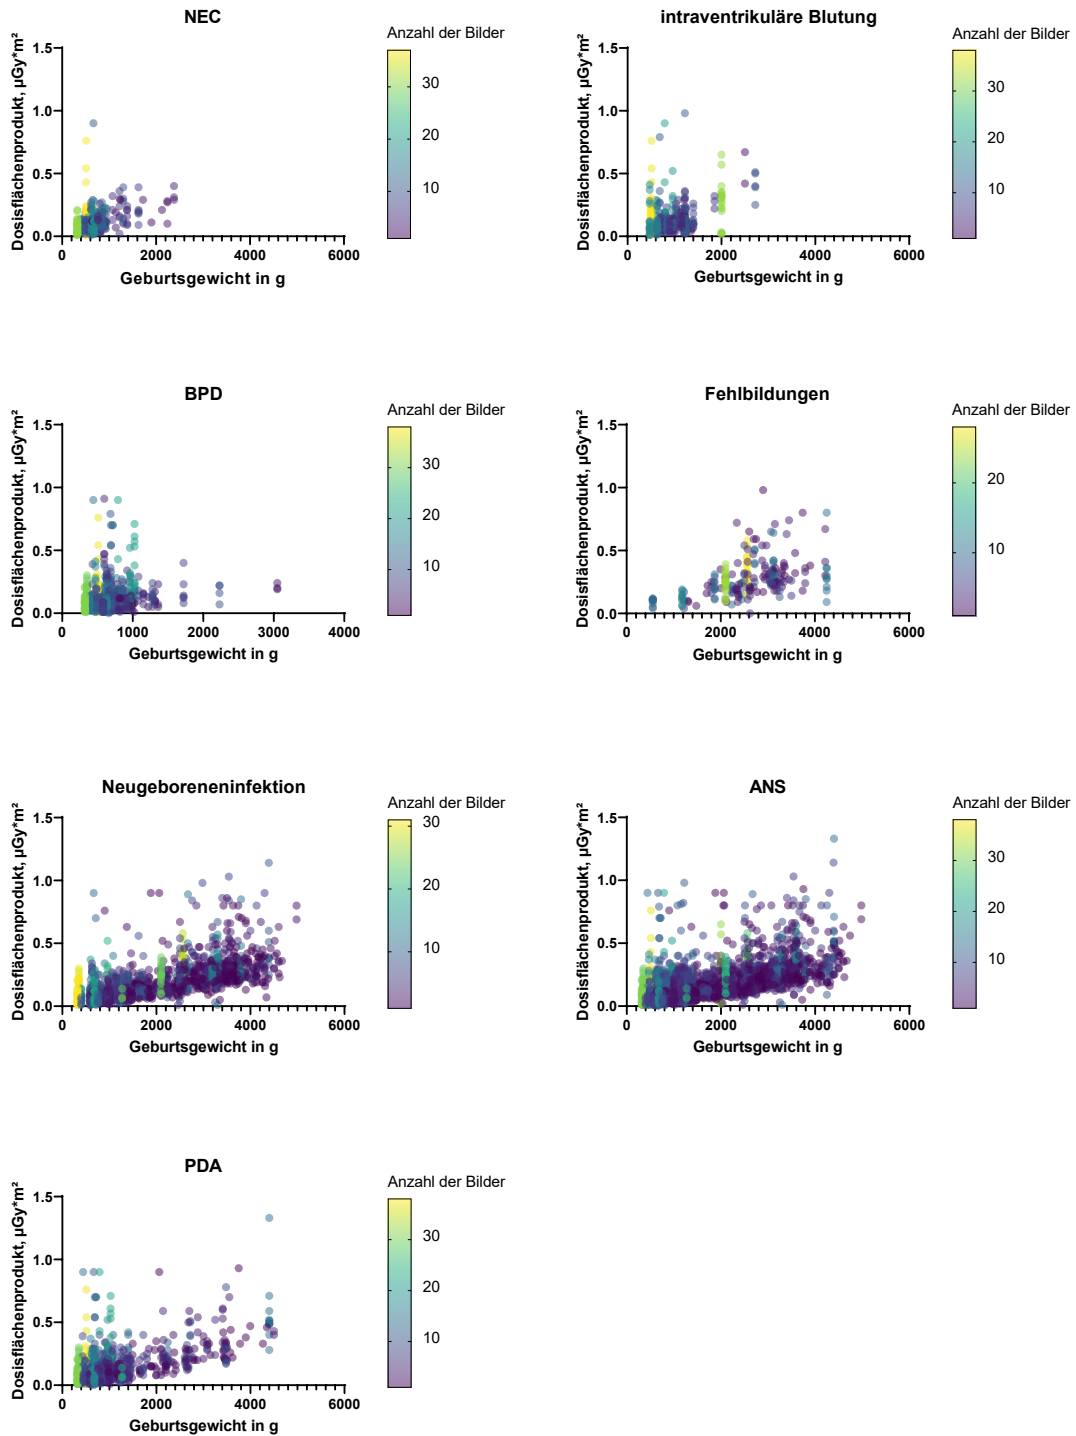 NEC
Anzahl der Bilder
Dosisflächenprodukt, µGy*m²
1.5
1.0
0.5
0.0
0 2000 4000 6000
Geburtsgewicht in g
30
20
10
intraventrikuläre Blutung
Anzahl der Bilder
Dosisflächenprodukt, µGy*m²
1.5
1.0
0.5
0.0
0 2000 4000 6000
Geburtsgewicht in g
30
20
10
BPD
Anzahl der Bilder
Dosisflächenprodukt, µGy*m²
1.5
1.0
0.5
0.0
0 1000 2000 3000 4000
Geburtsgewicht in g
30
20
10
Fehlbildungen
Anzahl der Bilder
Dosisflächenprodukt, µGy*m²
1.5
1.0
0.5
0.0
0 2000 4000 6000
Geburtsgewicht in g
20
10
Neugeboreneninfektion
Anzahl der Bilder
Dosisflächenprodukt, µGy*m²
1.5
1.0
0.5
0.0
0 2000 4000 6000
Geburtsgewicht in g
30
20
10
ANS
Anzahl der Bilder
Dosisflächenprodukt, µGy*m²
1.5
1.0
0.5
0.0
0 2000 4000 6000
Geburtsgewicht in g
30
20
10
PDA
Anzahl der Bilder
Dosisflächenprodukt, µGy*m²
1.5
1.0
0.5
0.0
0 2000 4000 6000
Geburtsgewicht in g
30
20
10